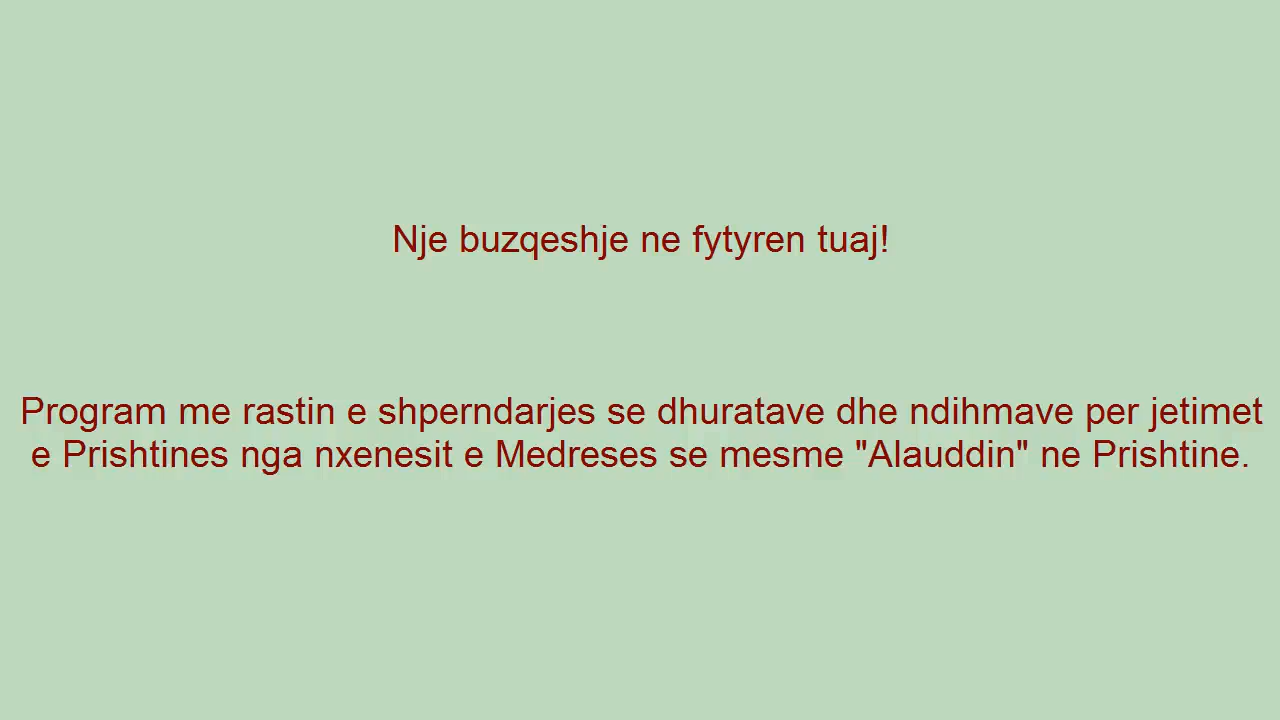 Nje buzqeshje ne fytyren tuaj!
Program me rastin e shperndarjes se dhuratave dhe ndihmave per jetimet
e Prishtines nga nxenesit e Medreses se mesme "Alauddin" ne Prishtine.